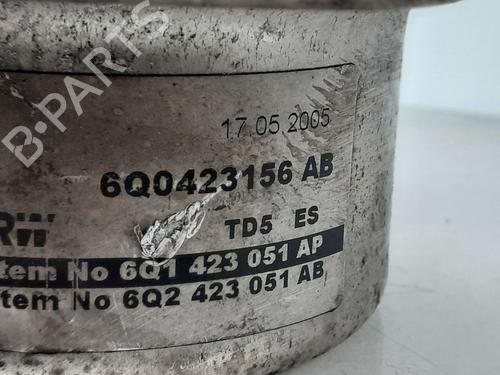 B-PARTS
17.05.2005
6Q0423156 AB
RW
TD5 ES
tem No 6Q1 423 051 AP
tem No 6Q2 423 051 AB